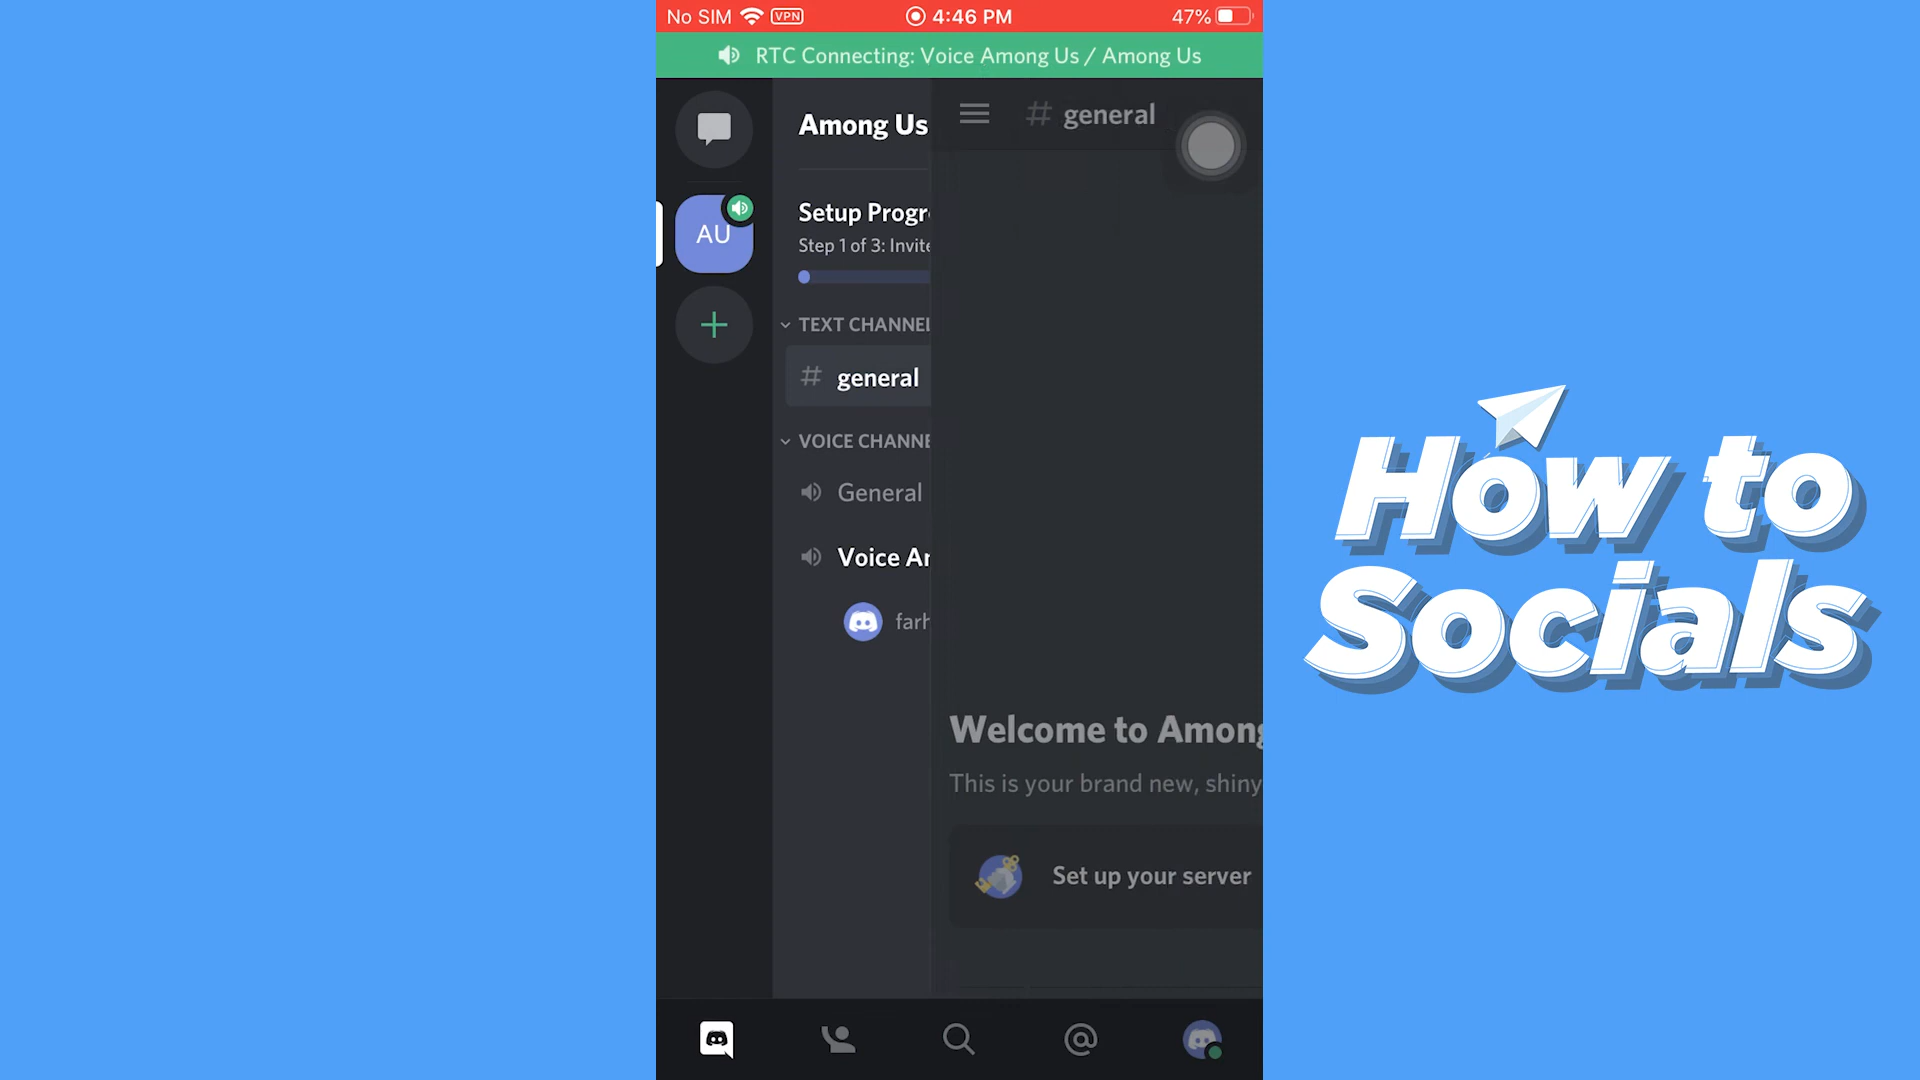 No SIM VPN 4:46 PM 47%
RTC Connecting: Voice Among Us / Among Us
Among Us
# general
AU
Setup Progr
Step 1 of 3: Invite
TEXT CHANNEL
# general
VOICE CHANNE
General
Voice Ar
farh
Welcome to Among
This is your brand new, shiny
Set up your server
@
How to
Socials